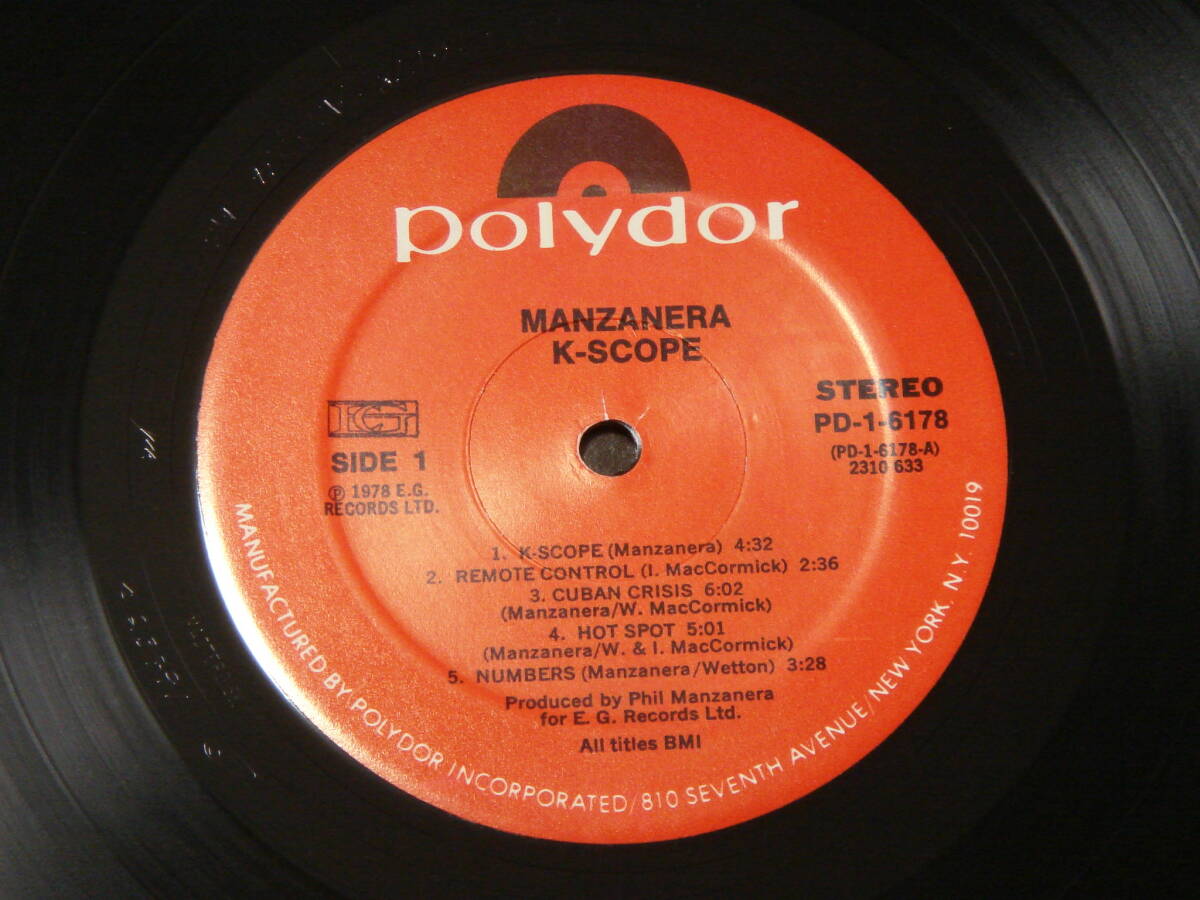 polydor
MANZANERA
K-SCOPE
STEREO
PD-1-6178
(PD-1-6178-A)
2310 633
EG
SIDE 1
℗ 1978 E.G.
RECORDS LTD.
1. K-SCOPE (Manzanera) 4:32
2. REMOTE CONTROL (I. MacCormick) 2:36
3. CUBAN CRISIS 6:02
(Manzanera/W. MacCormick)
4. HOT SPOT 5:01
(Manzanera/W. & I. MacCormick)
5. NUMBERS (Manzanera/Wetton) 3:28
Produced by Phil Manzanera
for E. G. Records Ltd.
All titles BMI
MANUFACTURED BY POLYDOR INCORPORATED/810 SEVENTH AVENUE/NEW YORK. N.Y. 10019